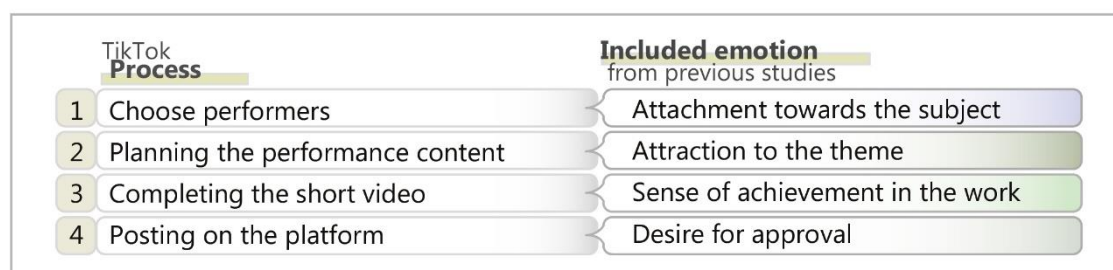 TikTok
Process
Included emotion
from previous studies
1 Choose performers
Attachment towards the subject
2 Planning the performance content
Attraction to the theme
3 Completing the short video
Sense of achievement in the work
4 Posting on the platform
Desire for approval